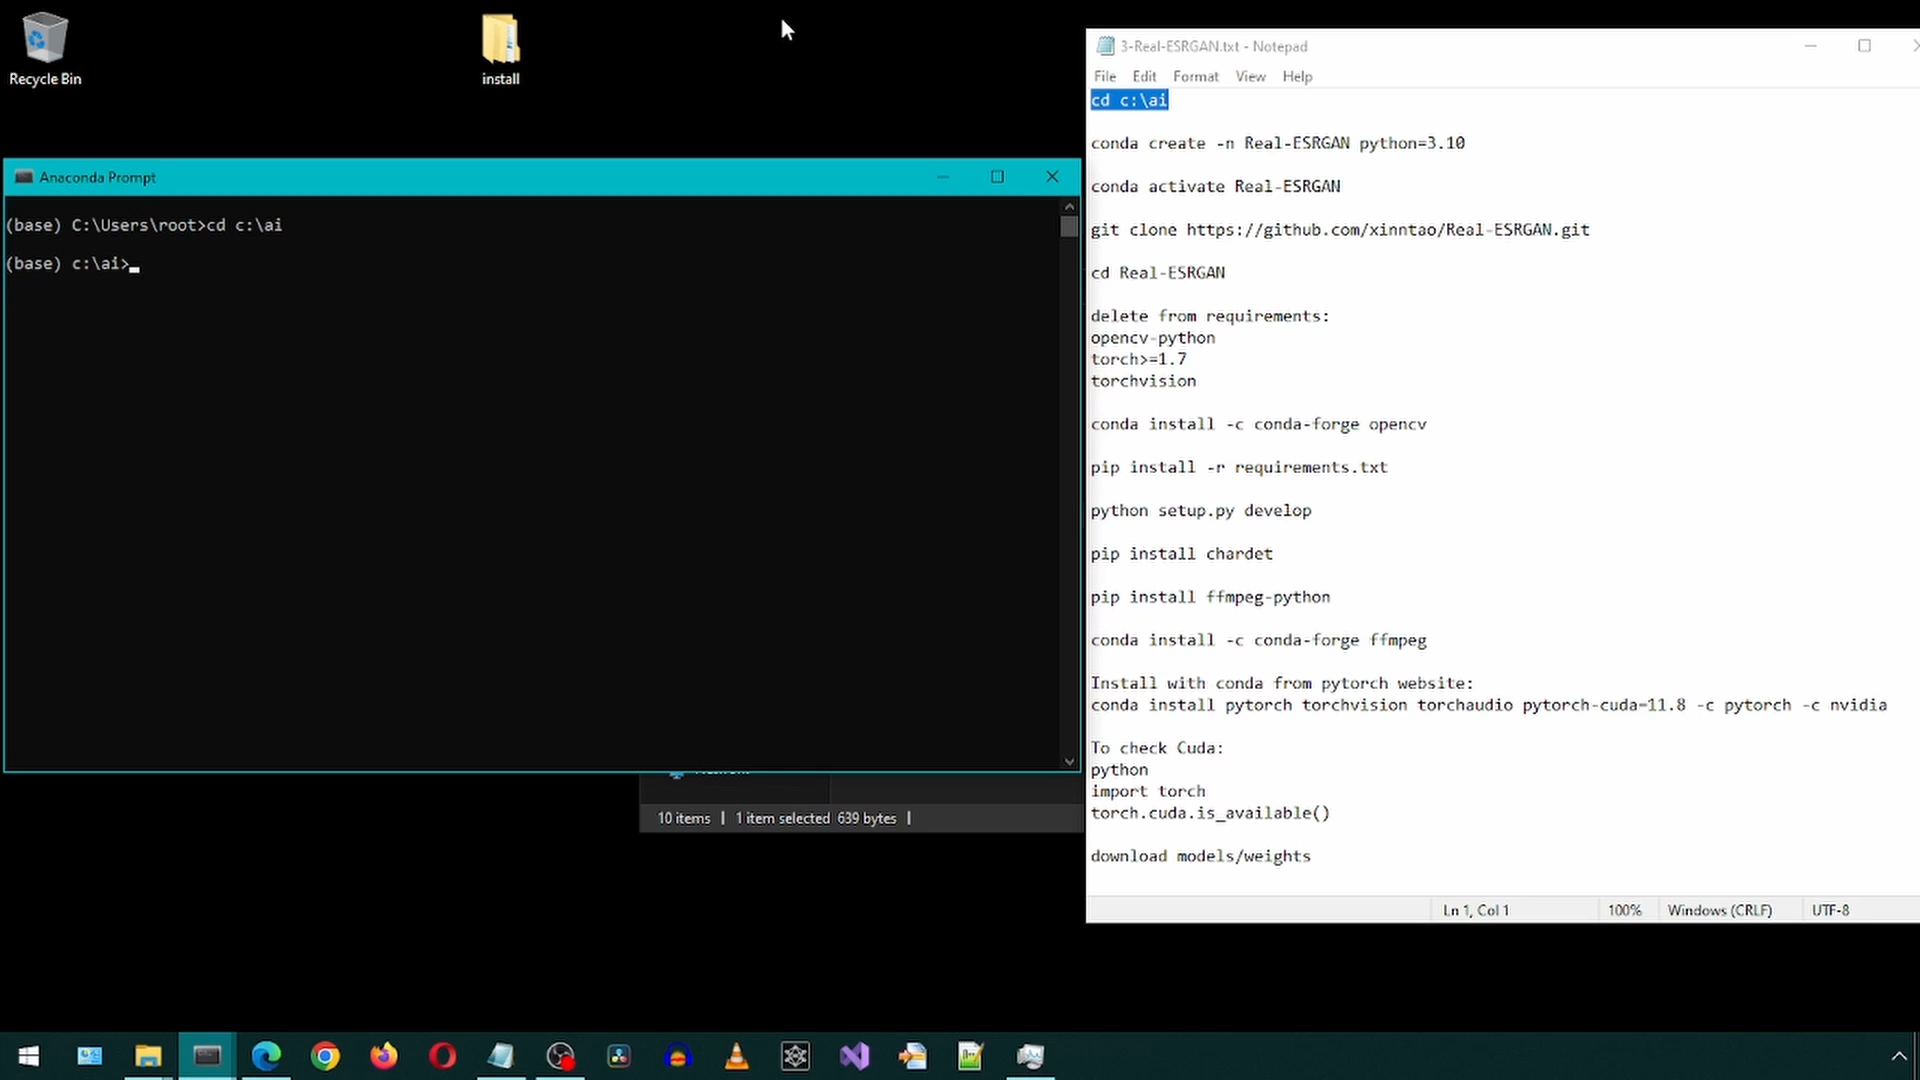 Recycle Bin
install
Anaconda Prompt
(base) C:\Users\root>cd c:\ai
(base) c:\ai>
10 items | 1 item selected 639 bytes |
3-Real-ESRGAN.txt - Notepad
File Edit Format View Help
cd c:\ai
conda create -n Real-ESRGAN python=3.10
conda activate Real-ESRGAN
git clone https://github.com/xinntao/Real-ESRGAN.git
cd Real-ESRGAN
delete from requirements:
opencv-python
torch>=1.7
torchvision
conda install -c conda-forge opencv
pip install -r requirements.txt
python setup.py develop
pip install chardet
pip install ffmpeg-python
conda install -c conda-forge ffmpeg
Install with conda from pytorch website:
conda install pytorch torchvision torchaudio pytorch-cuda=11.8 -c pytorch -c nvidia
To check Cuda:
python
import torch
torch.cuda.is_available()
download models/weights
Ln 1, Col 1 100% Windows (CRLF) UTF-8